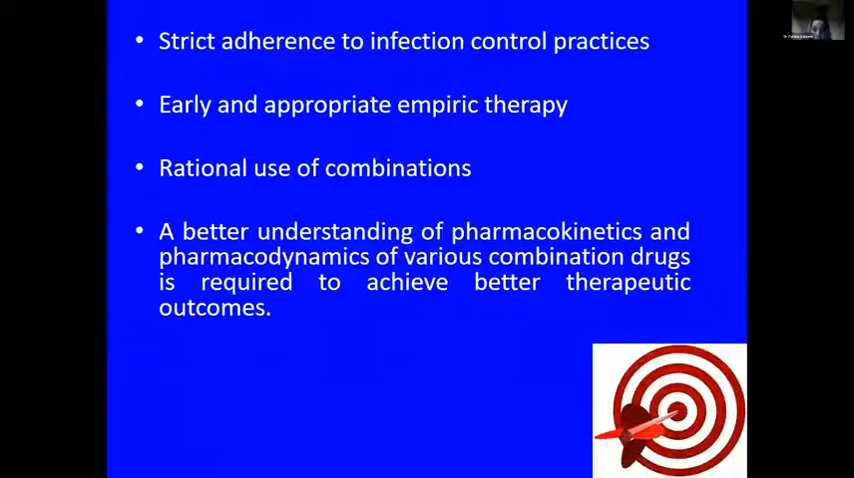 • Strict adherence to infection control practices
• Early and appropriate empiric therapy
• Rational use of combinations
• A better understanding of pharmacokinetics and
pharmacodynamics of various combination drugs
is required to achieve better therapeutic
outcomes.